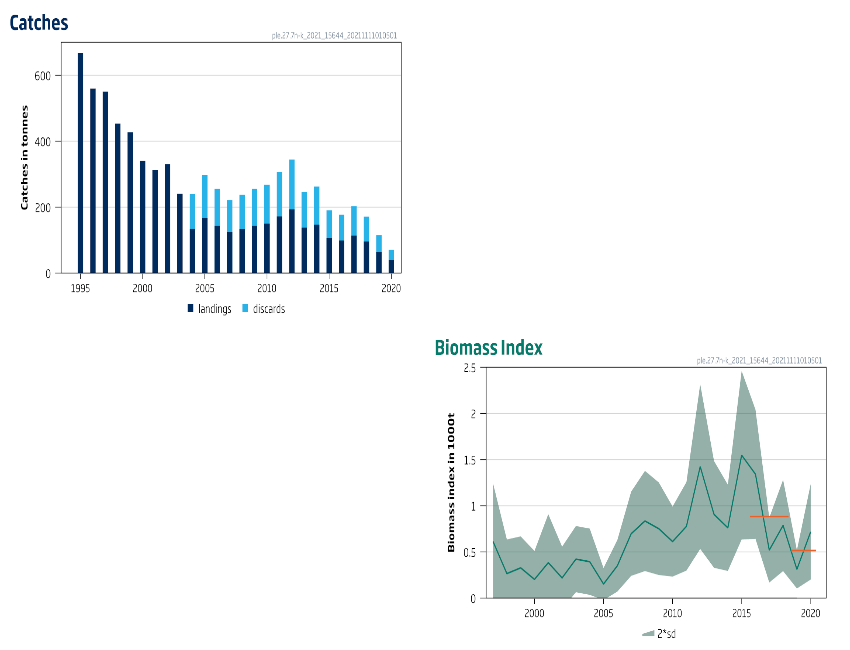 Catches
ple.27.7h-k_2021_15644_20211111010501
Catches in tonnes
600
400
200
0
1995 2000 2005 2010 2015 2020
landings discards
Biomass Index
ple.27.7h-k_2021_15644_20211111010501
Biomass index in 1000t
2.5
2
1.5
1
0.5
0
2000 2005 2010 2015 2020
2*sd